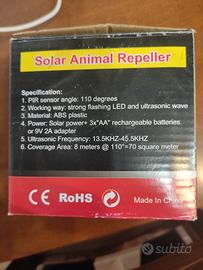 Solar Animal Repeller
Specification:
1. PIR sensor angle: 110 degrees
2. Working way: strong flashing LED and ultrasonic wave
3. Material: ABS plastic
4. Power: Solar power+ 3x"AA" rechargable batteries.
or 9V 2A adapter
5. Ultrasonic Frequency: 13.5KHZ-45.5KHZ
6. Coverage Area: 8 meters @ 110°=70 square meter
CE RoHS
Made In China
subito